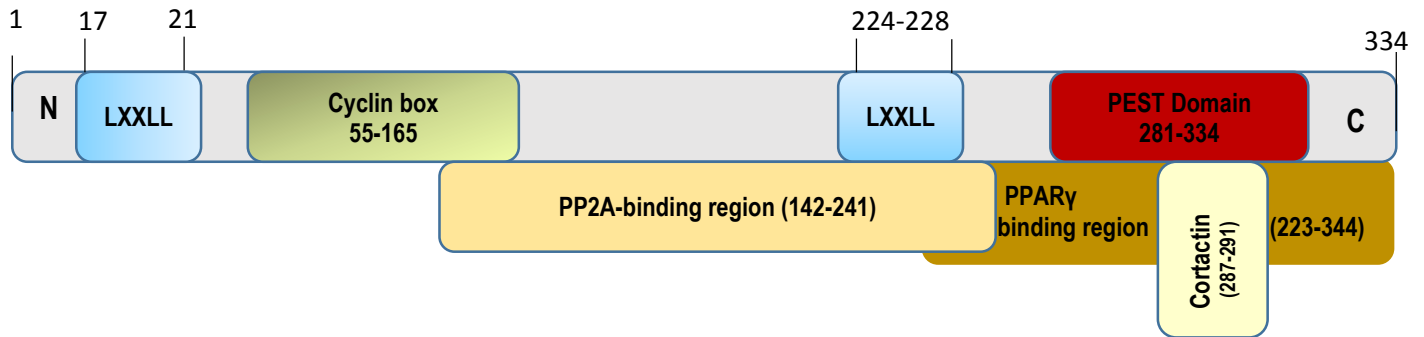 1
17
21
224-228
334
N
LXXLL
Cyclin box
55-165
LXXLL
PEST Domain
281-334
C
PP2A-binding region (142-241)
PPARγ
binding region
(223-344)
Cortactin
(287-291)